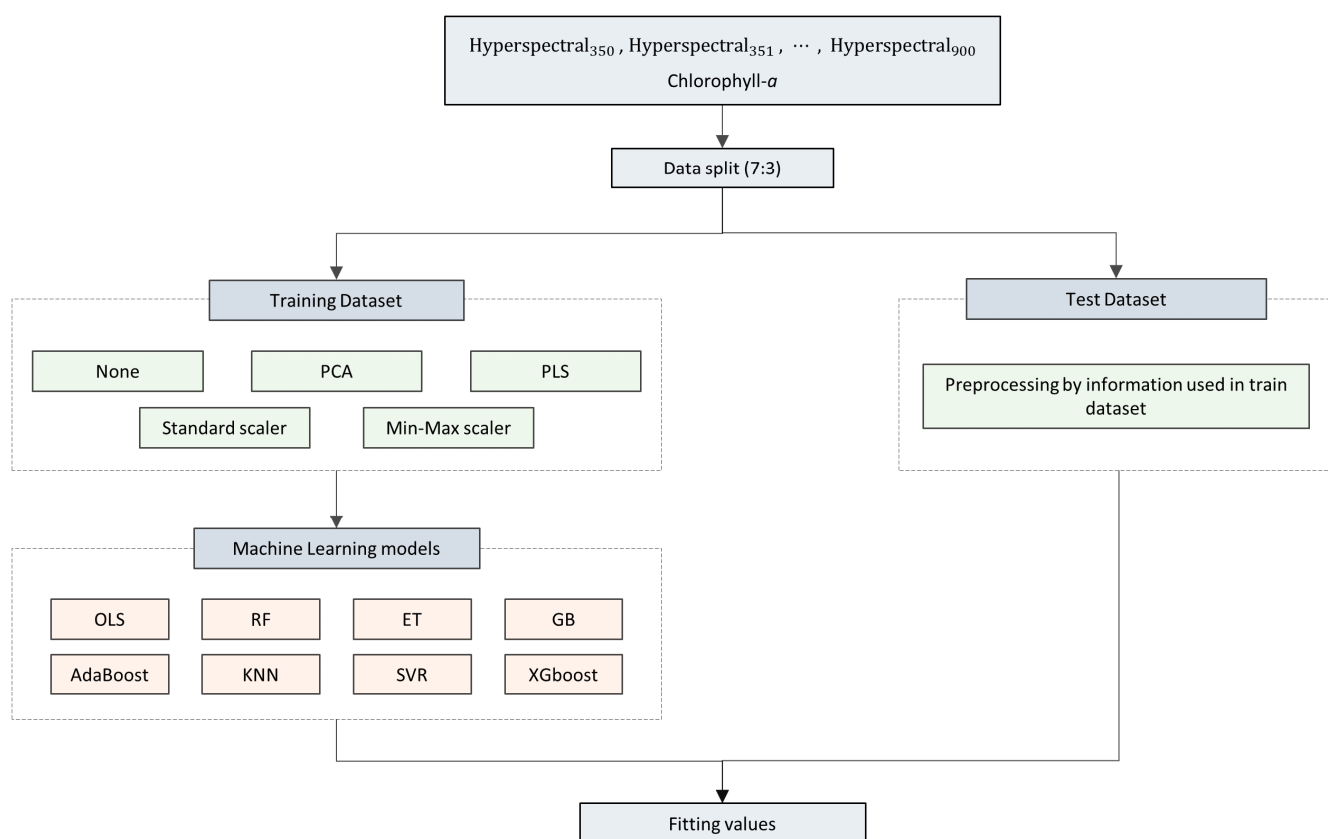 Hyperspectral350 , Hyperspectral351 , ⋯ , Hyperspectral900
Chlorophyll-a
Data split (7:3)
Training Dataset
Test Dataset
None
PCA
PLS
Preprocessing by information used in train
dataset
Standard scaler
Min-Max scaler
Machine Learning models
OLS
RF
ET
GB
AdaBoost
KNN
SVR
XGboost
Fitting values